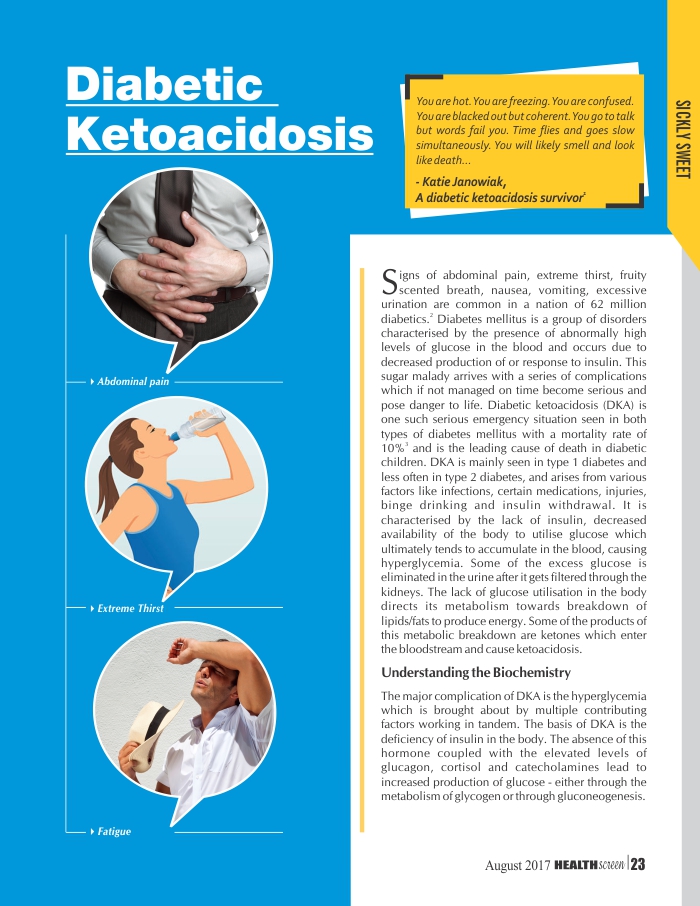 Diabetic
Ketoacidosis
You are hot. You are freezing. You are confused.
You are blacked out but coherent. You go to talk
but words fail you. Time flies and goes slow
simultaneously. You will likely smell and look
like death...
- Katie Janowiak,
A diabetic ketoacidosis survivor¹
SICKLY SWEET
Abdominal pain
Extreme Thirst
Fatigue
Signs of abdominal pain, extreme thirst, fruity
scented breath, nausea, vomiting, excessive
urination are common in a nation of 62 million
diabetics.² Diabetes mellitus is a group of disorders
characterised by the presence of abnormally high
levels of glucose in the blood and occurs due to
decreased production of or response to insulin. This
sugar malady arrives with a series of complications
which if not managed on time become serious and
pose danger to life. Diabetic ketoacidosis (DKA) is
one such serious emergency situation seen in both
types of diabetes mellitus with a mortality rate of
10%³ and is the leading cause of death in diabetic
children. DKA is mainly seen in type 1 diabetes and
less often in type 2 diabetes, and arises from various
factors like infections, certain medications, injuries,
binge drinking and insulin withdrawal. It is
characterised by the lack of insulin, decreased
availability of the body to utilise glucose which
ultimately tends to accumulate in the blood, causing
hyperglycemia. Some of the excess glucose is
eliminated in the urine after it gets filtered through the
kidneys. The lack of glucose utilisation in the body
directs its metabolism towards breakdown of
lipids/fats to produce energy. Some of the products of
this metabolic breakdown are ketones which enter
the bloodstream and cause ketoacidosis.
Understanding the Biochemistry
The major complication of DKA is the hyperglycemia
which is brought about by multiple contributing
factors working in tandem. The basis of DKA is the
deficiency of insulin in the body. The absence of this
hormone coupled with the elevated levels of
glucagon, cortisol and catecholamines lead to
increased production of glucose - either through the
metabolism of glycogen or through gluconeogenesis.
August 2017 HEALTHscreen 23